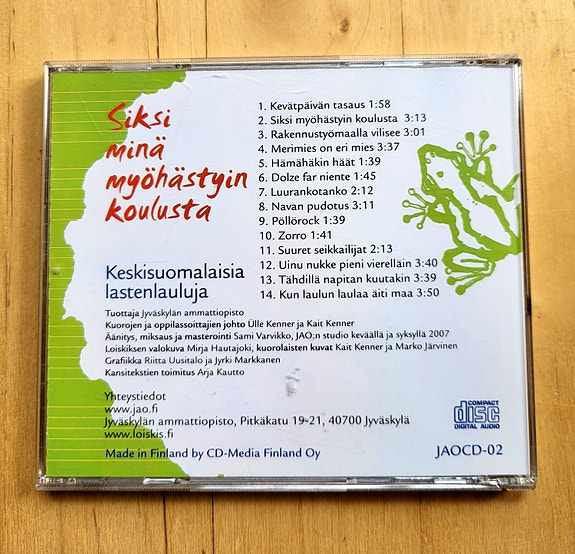 Siksi
minä
myöhästyin
koulusta
Keskisuomalaisia
lastenlauluja
1. Kevätpäivän tasaus 1:58
2. Siksi myöhästyin koulusta 3:13
3. Rakennustyömaalla vilisee 3:01
4. Merimies on eri mies 3:37
5. Hämähäkin häät 1:39
6. Dolze far niente 1:45
7. Luurankotanko 2:12
8. Navan pudotus 3:11
9. Pöllörock 1:39
10. Zorro 1:41
11. Suuret seikkailijat 2:13
12. Uinu nukke pieni vierelläin 3:40
13. Tähdillä napitan kuutakin 3:39
14. Kun laulun laulaa äiti maa 3:50
Tuottaja Jyväskylän ammattiopisto
Kuorojen ja oppilassoittajien johto Ülle Kenner ja Kait Kenner
Äänitys, miksaus ja masterointi Sami Varvikko, JAO:n studio keväällä ja syksyllä 2007
Loiskiksen valokuva Mirja Hautajoki, kuorolaisten kuvat Kait Kenner ja Marko Järvinen
Grafiikka Riitta Uusitalo ja Jyrki Markkanen
Kansitekstien toimitus Arja Kautto
Yhteystiedot
www.jao.fi
Jyväskylän ammattiopisto, Pitkäkatu 19-21, 40700 Jyväskylä
www.loiskis.fi
Made in Finland by CD-Media Finland Oy
COMPACT
disc
DIGITAL AUDIO
JAOCD-02